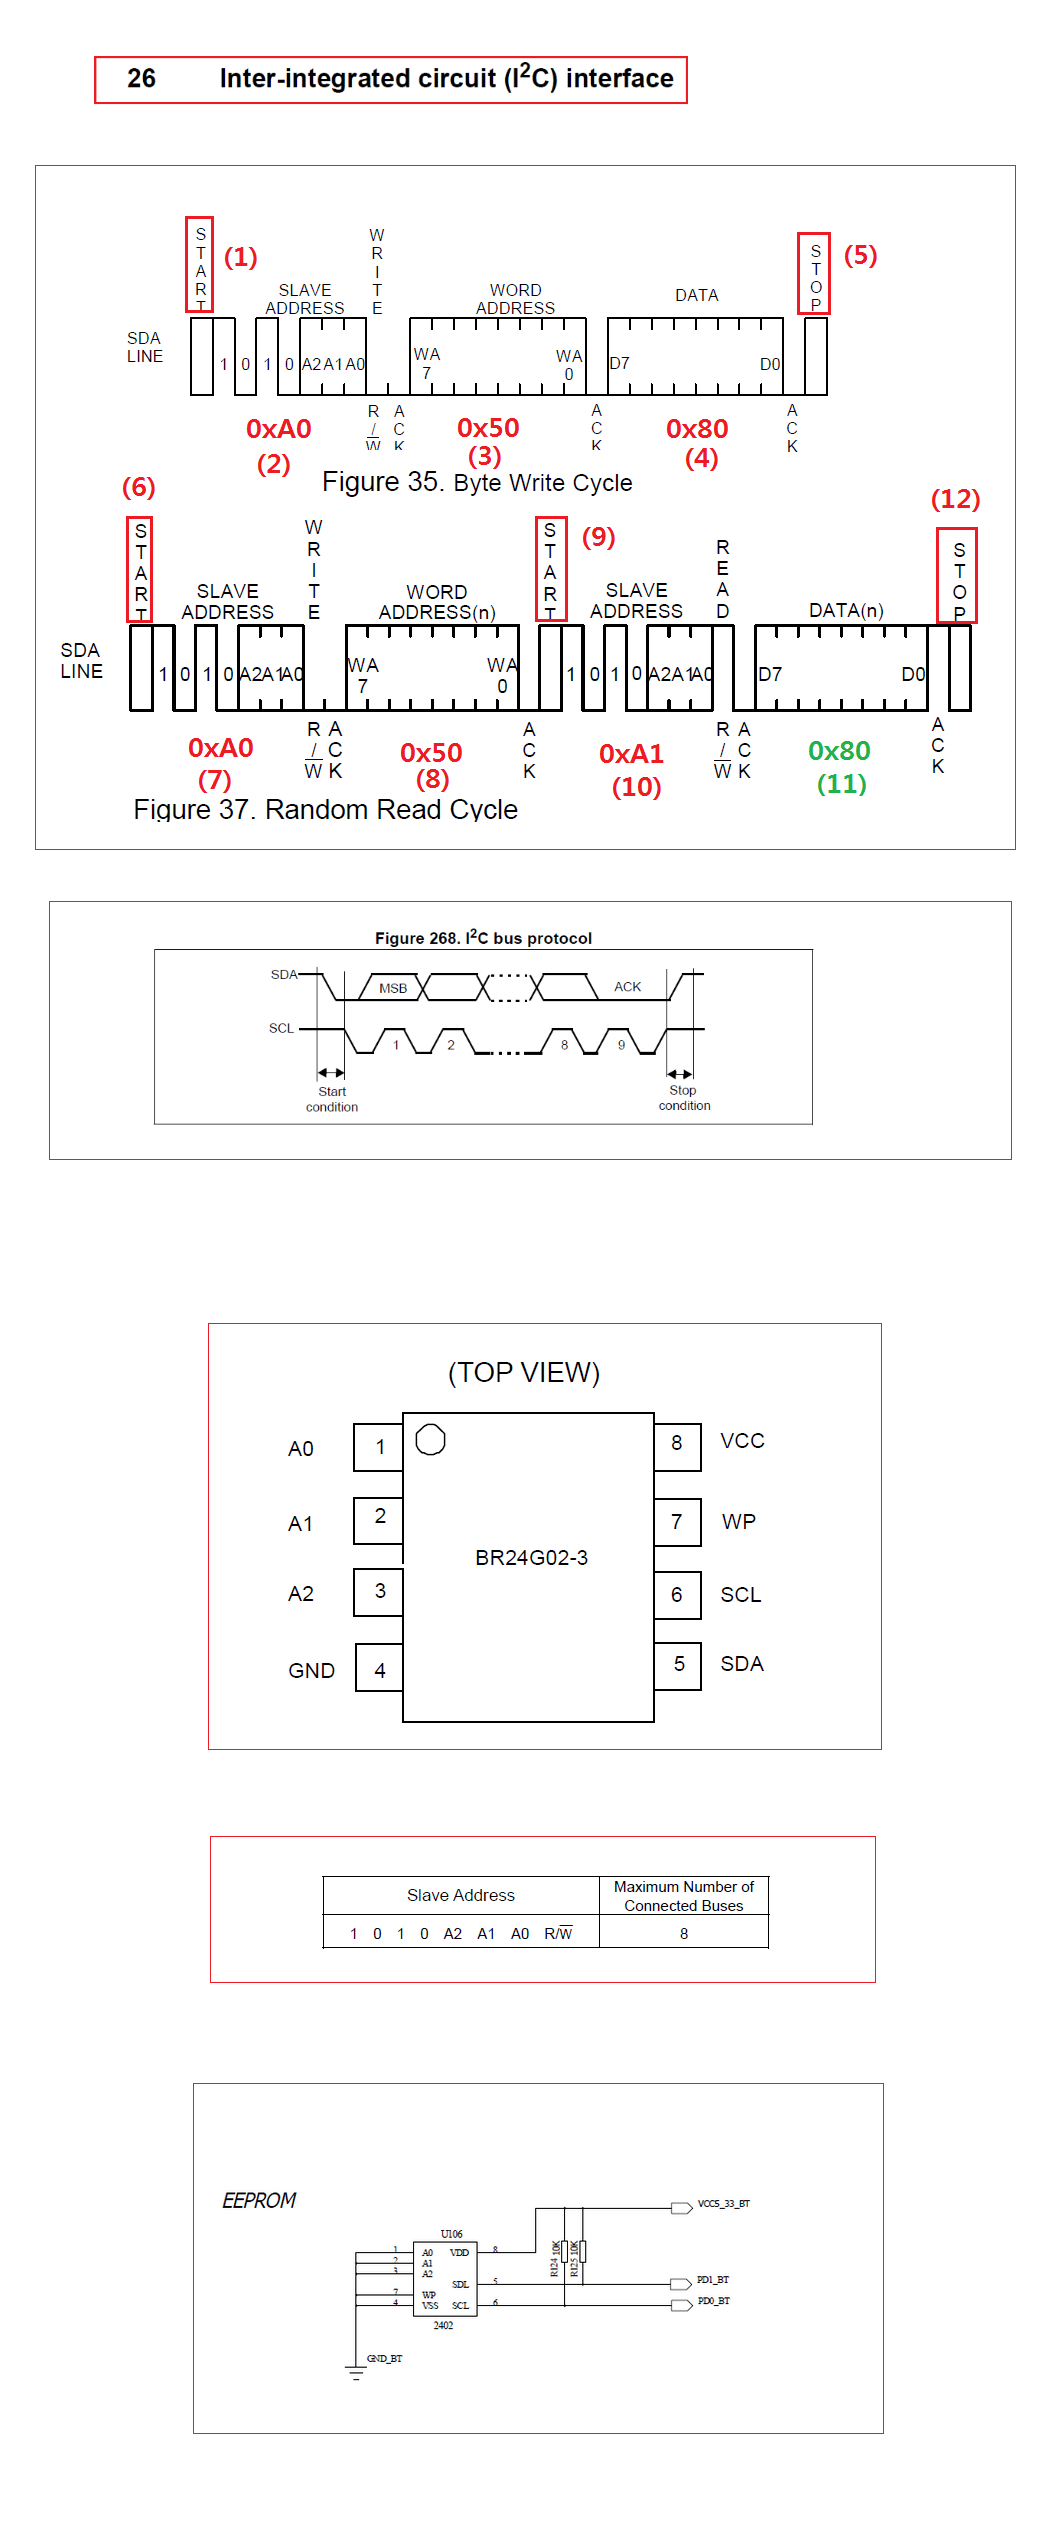 26 Inter-integrated circuit (I2C) interface
START
(1)
WRITE
STOP
(5)
SLAVE
ADDRESS
WORD
ADDRESS
DATA
SDA
LINE
1 0 1 0 A2 A1 A0
WA
7
WA
0
D7
D0
R/W
ACK
ACK
ACK
0xA0
(2)
0x50
(3)
0x80
(4)
Figure 35. Byte Write Cycle
(6)
START
WRITE
START
(9)
READ
(12)
STOP
SLAVE
ADDRESS
WORD
ADDRESS(n)
SLAVE
ADDRESS
DATA(n)
SDA
LINE
1 0 1 0 A2A1A0
WA
7
WA
0
1 0 1 0 A2A1A0
D7
D0
R/W
ACK
ACK
R/W
ACK
ACK
0xA0
(7)
0x50
(8)
0xA1
(10)
0x80
(11)
Figure 37. Random Read Cycle
Figure 268. I2C bus protocol
SDA
MSB
ACK
SCL
1 2 8 9
Start
condition
Stop
condition
(TOP VIEW)
A0 1 8 VCC
A1 2 7 WP
BR24G02-3
A2 3 6 SCL
GND 4 5 SDA
Slave Address
Maximum Number of
Connected Buses
1 0 1 0 A2 A1 A0 R/W 8
EEPROM
VCC5_33_BT
U106
1 A0 VDD 8
2 A1
3 A2
R124 10K
R125 10K
SDL 5 PD1_BT
7 WP
4 VSS SCL 6 PD0_BT
2402
GND_BT